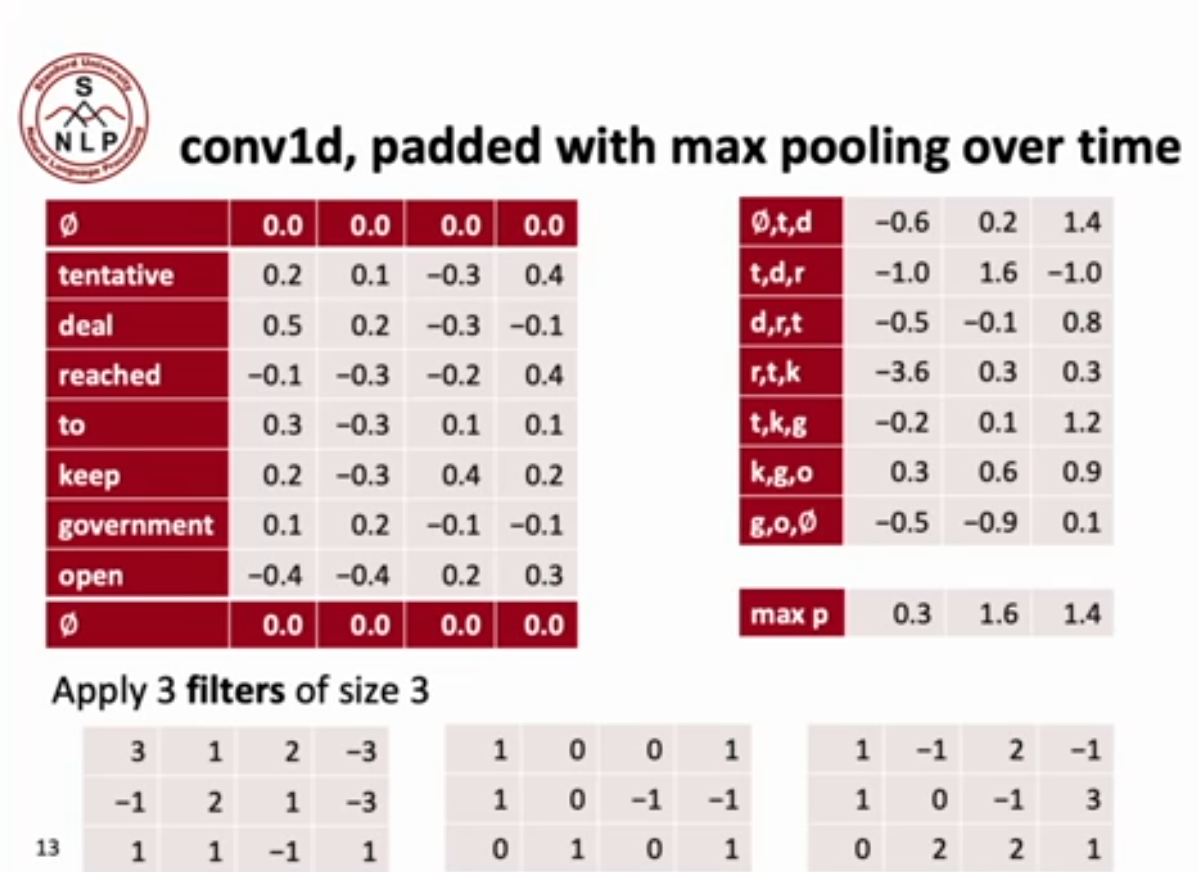 Stanford University
S
NLP
Natural Language Processing
conv1d, padded with max pooling over time
Ø 0.0 0.0 0.0 0.0
tentative 0.2 0.1 −0.3 0.4
deal 0.5 0.2 −0.3 −0.1
reached −0.1 −0.3 −0.2 0.4
to 0.3 −0.3 0.1 0.1
keep 0.2 −0.3 0.4 0.2
government 0.1 0.2 −0.1 −0.1
open −0.4 −0.4 0.2 0.3
Ø 0.0 0.0 0.0 0.0
Ø,t,d −0.6 0.2 1.4
t,d,r −1.0 1.6 −1.0
d,r,t −0.5 −0.1 0.8
r,t,k −3.6 0.3 0.3
t,k,g −0.2 0.1 1.2
k,g,o 0.3 0.6 0.9
g,o,Ø −0.5 −0.9 0.1
max p 0.3 1.6 1.4
Apply 3 filters of size 3
3 1 2 −3
−1 2 1 −3
1 1 −1 1
1 0 0 1
1 0 −1 −1
0 1 0 1
1 −1 2 −1
1 0 −1 3
0 2 2 1
13